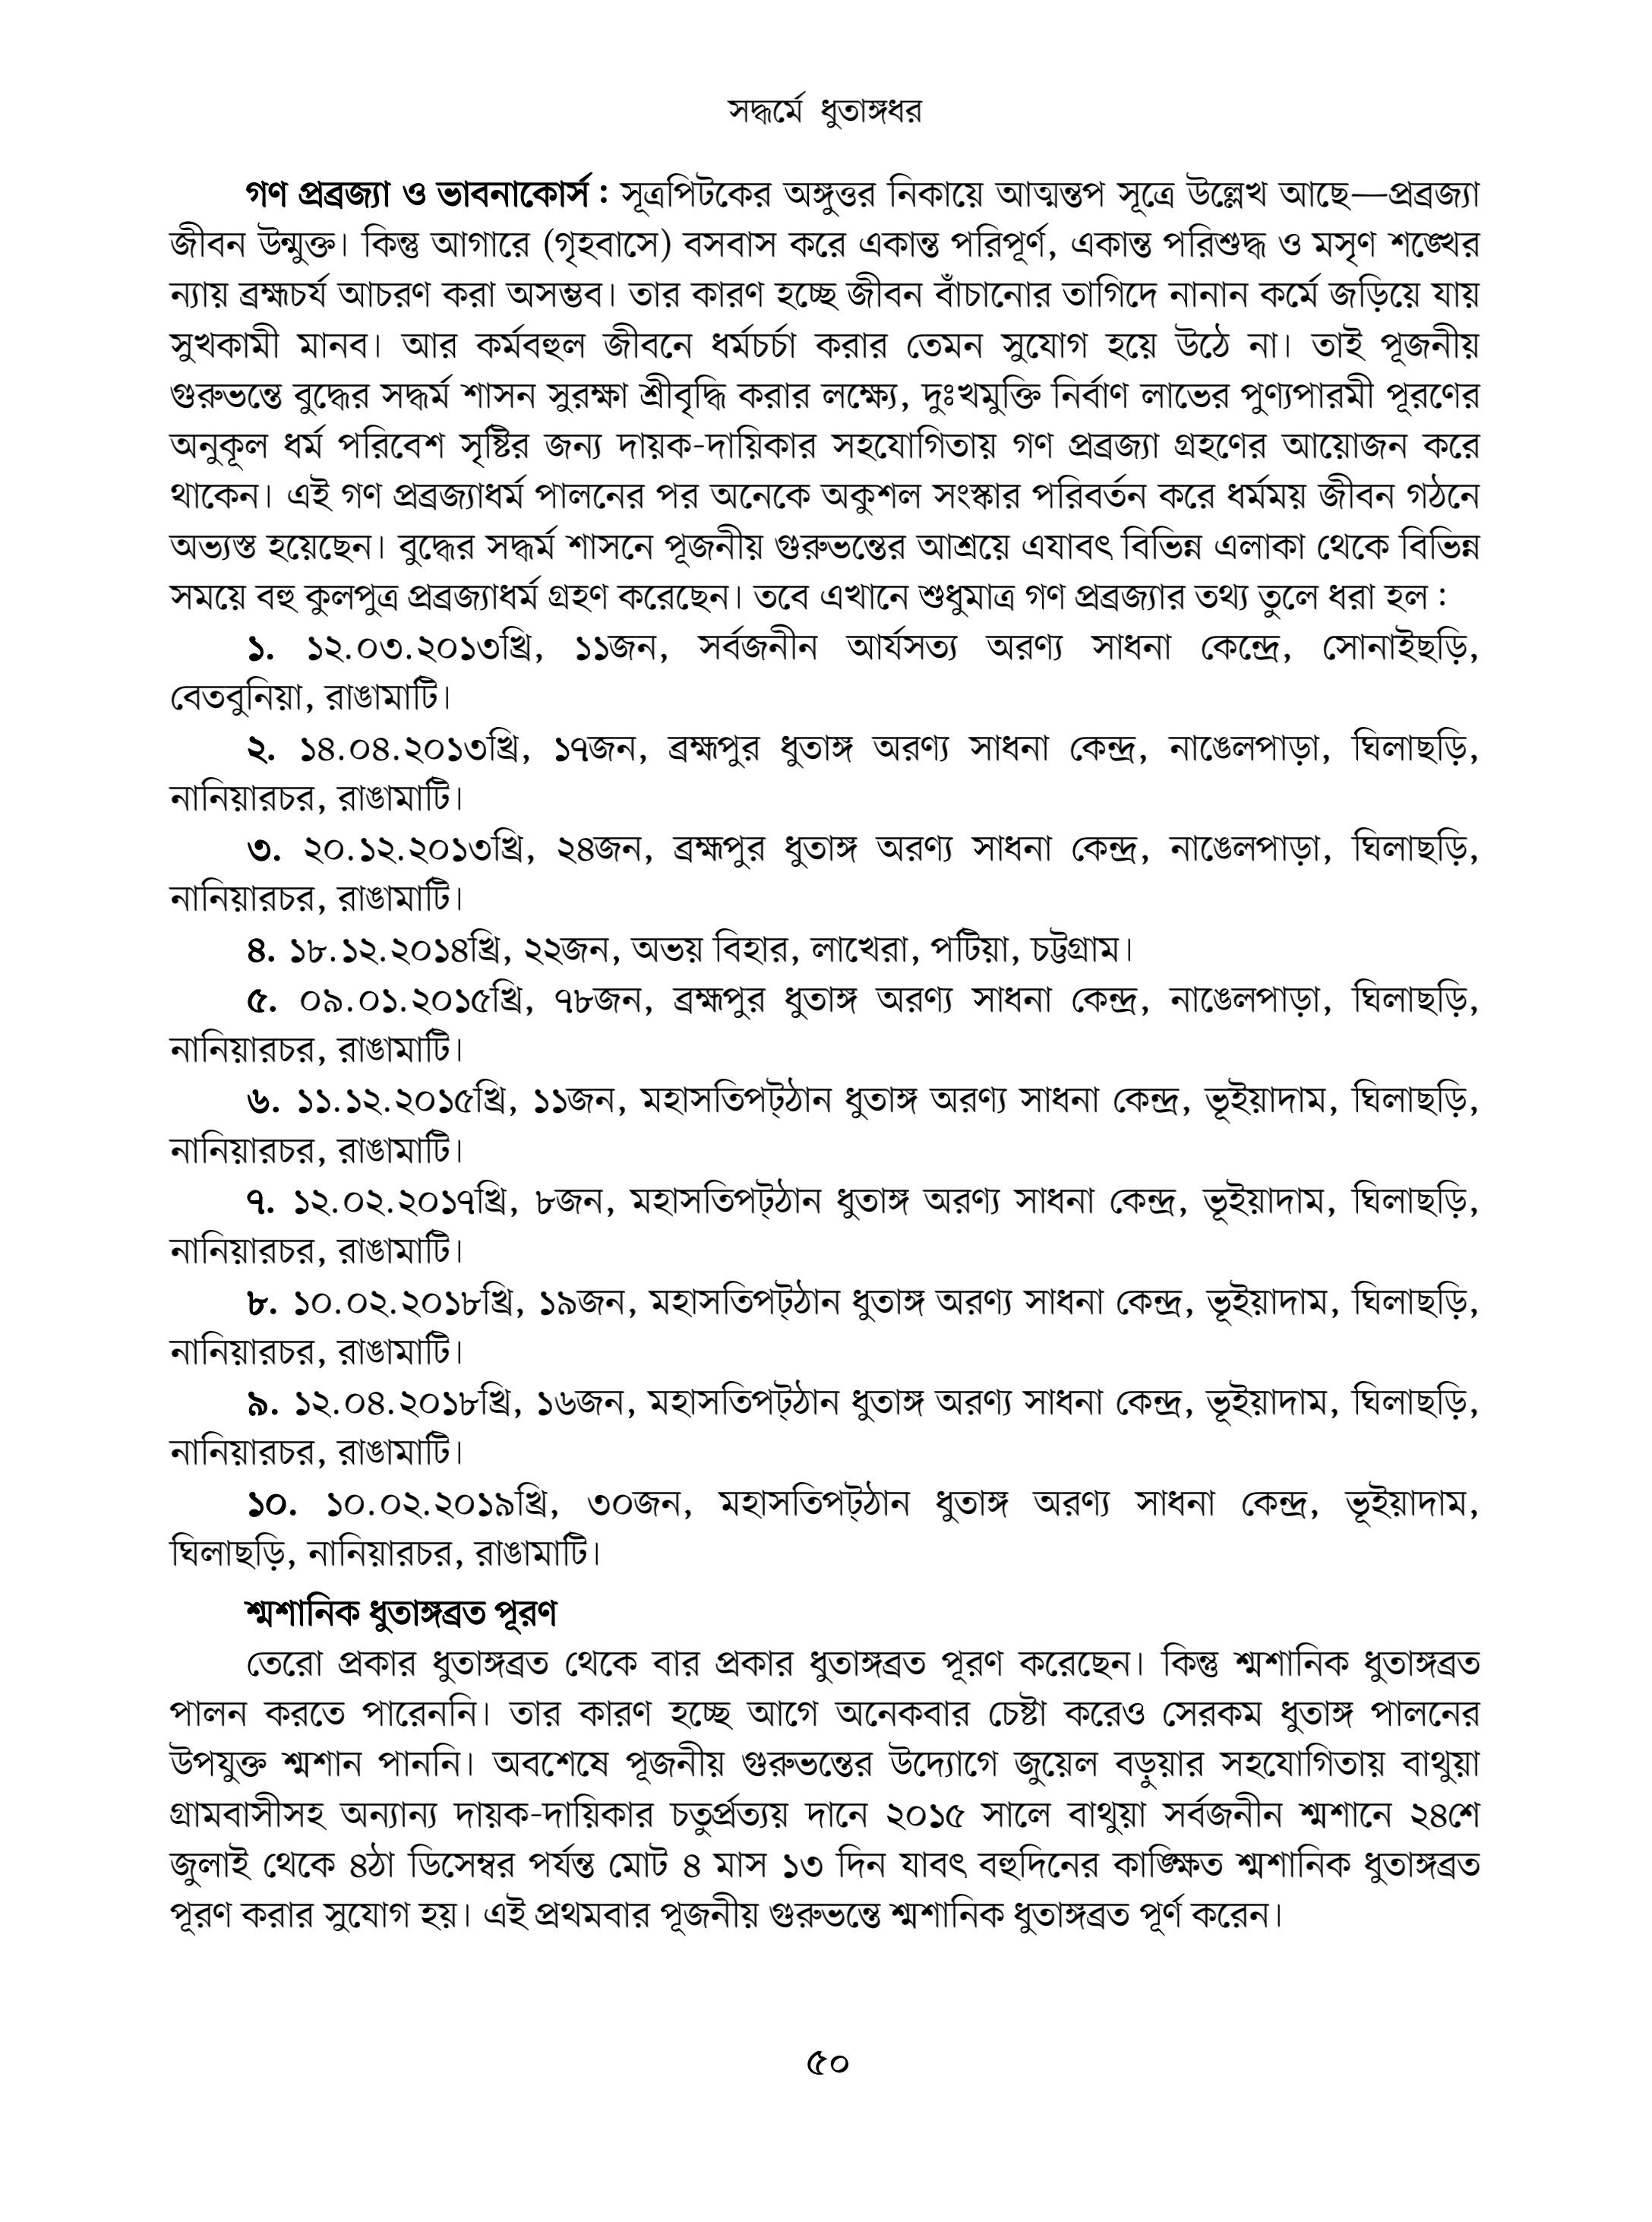 সদ্ধর্মে ধুতাঙ্গধর
গণ প্রব্রজ্যা ও ভাবনাকোর্স : সূত্রপিটকের অঙ্গুত্তর নিকায়ে আত্মন্তপ সূত্রে উল্লেখ আছে—প্রব্রজ্যা
জীবন উন্মুক্ত। কিন্তু আগারে (গৃহবাসে) বসবাস করে একান্ত পরিপূর্ণ, একান্ত পরিশুদ্ধ ও মসৃণ শঙ্খের
ন্যায় ব্রহ্মচর্য আচরণ করা অসম্ভব। তার কারণ হচ্ছে জীবন বাঁচানোর তাগিদে নানান কর্মে জড়িয়ে যায়
সুখকামী মানব। আর কর্মবহুল জীবনে ধর্মচর্চা করার তেমন সুযোগ হয়ে উঠে না। তাই পূজনীয়
গুরুভন্তে বুদ্ধের সদ্ধর্ম শাসন সুরক্ষা শ্রীবৃদ্ধি করার লক্ষ্যে, দুঃখমুক্তি নির্বাণ লাভের পুণ্যপারমী পূরণের
অনুকূল ধর্ম পরিবেশ সৃষ্টির জন্য দায়ক-দায়িকার সহযোগিতায় গণ প্রব্রজ্যা গ্রহণের আয়োজন করে
থাকেন। এই গণ প্রব্রজ্যাধর্ম পালনের পর অনেকে অকুশল সংস্কার পরিবর্তন করে ধর্মময় জীবন গঠনে
অভ্যস্ত হয়েছেন। বুদ্ধের সদ্ধর্ম শাসনে পূজনীয় গুরুভন্তের আশ্রয়ে এযাবৎ বিভিন্ন এলাকা থেকে বিভিন্ন
সময়ে বহু কুলপুত্র প্রব্রজ্যাধর্ম গ্রহণ করেছেন। তবে এখানে শুধুমাত্র গণ প্রব্রজ্যার তথ্য তুলে ধরা হল :
১. ১২.০৩.২০১৩খ্রি, ১১জন, সর্বজনীন আর্যসত্য অরণ্য সাধনা কেন্দ্রে, সোনাইছড়ি,
বেতবুনিয়া, রাঙামাটি।
২. ১৪.০৪.২০১৩খ্রি, ১৭জন, ব্রহ্মপুর ধুতাঙ্গ অরণ্য সাধনা কেন্দ্র, নাঙেলপাড়া, ঘিলাছড়ি,
নানিয়ারচর, রাঙামাটি।
৩. ২০.১২.২০১৩খ্রি, ২৪জন, ব্রহ্মপুর ধুতাঙ্গ অরণ্য সাধনা কেন্দ্র, নাঙেলপাড়া, ঘিলাছড়ি,
নানিয়ারচর, রাঙামাটি।
৪. ১৮.১২.২০১৪খ্রি, ২২জন, অভয় বিহার, লাখেরা, পটিয়া, চট্টগ্রাম।
৫. ০৯.০১.২০১৫খ্রি, ৭৮জন, ব্রহ্মপুর ধুতাঙ্গ অরণ্য সাধনা কেন্দ্র, নাঙেলপাড়া, ঘিলাছড়ি,
নানিয়ারচর, রাঙামাটি।
৬. ১১.১২.২০১৫খ্রি, ১১জন, মহাসতিপট্‌ঠান ধুতাঙ্গ অরণ্য সাধনা কেন্দ্র, ভূইয়াদাম, ঘিলাছড়ি,
নানিয়ারচর, রাঙামাটি।
৭. ১২.০২.২০১৭খ্রি, ৮জন, মহাসতিপট্‌ঠান ধুতাঙ্গ অরণ্য সাধনা কেন্দ্র, ভূইয়াদাম, ঘিলাছড়ি,
নানিয়ারচর, রাঙামাটি।
৮. ১০.০২.২০১৮খ্রি, ১৯জন, মহাসতিপট্‌ঠান ধুতাঙ্গ অরণ্য সাধনা কেন্দ্র, ভূইয়াদাম, ঘিলাছড়ি,
নানিয়ারচর, রাঙামাটি।
৯. ১২.০৪.২০১৮খ্রি, ১৬জন, মহাসতিপট্‌ঠান ধুতাঙ্গ অরণ্য সাধনা কেন্দ্র, ভূইয়াদাম, ঘিলাছড়ি,
নানিয়ারচর, রাঙামাটি।
১০. ১০.০২.২০১৯খ্রি, ৩০জন, মহাসতিপট্‌ঠান ধুতাঙ্গ অরণ্য সাধনা কেন্দ্র, ভূইয়াদাম,
ঘিলাছড়ি, নানিয়ারচর, রাঙামাটি।
শ্মশানিক ধুতাঙ্গব্রত পূরণ
তেরো প্রকার ধুতাঙ্গব্রত থেকে বার প্রকার ধুতাঙ্গব্রত পূরণ করেছেন। কিন্তু শ্মশানিক ধুতাঙ্গব্রত
পালন করতে পারেননি। তার কারণ হচ্ছে আগে অনেকবার চেষ্টা করেও সেরকম ধুতাঙ্গ পালনের
উপযুক্ত শ্মশান পাননি। অবশেষে পূজনীয় গুরুভন্তের উদ্যোগে জুয়েল বড়ুয়ার সহযোগিতায় বাথুয়া
গ্রামবাসীসহ অন্যান্য দায়ক-দায়িকার চতুর্প্রত্যয় দানে ২০১৫ সালে বাথুয়া সর্বজনীন শ্মশানে ২৪শে
জুলাই থেকে ৪ঠা ডিসেম্বর পর্যন্ত মোট ৪ মাস ১৩ দিন যাবৎ বহুদিনের কাঙ্ক্ষিত শ্মশানিক ধুতাঙ্গব্রত
পূরণ করার সুযোগ হয়। এই প্রথমবার পূজনীয় গুরুভন্তে শ্মশানিক ধুতাঙ্গব্রত পূর্ণ করেন।
৫০